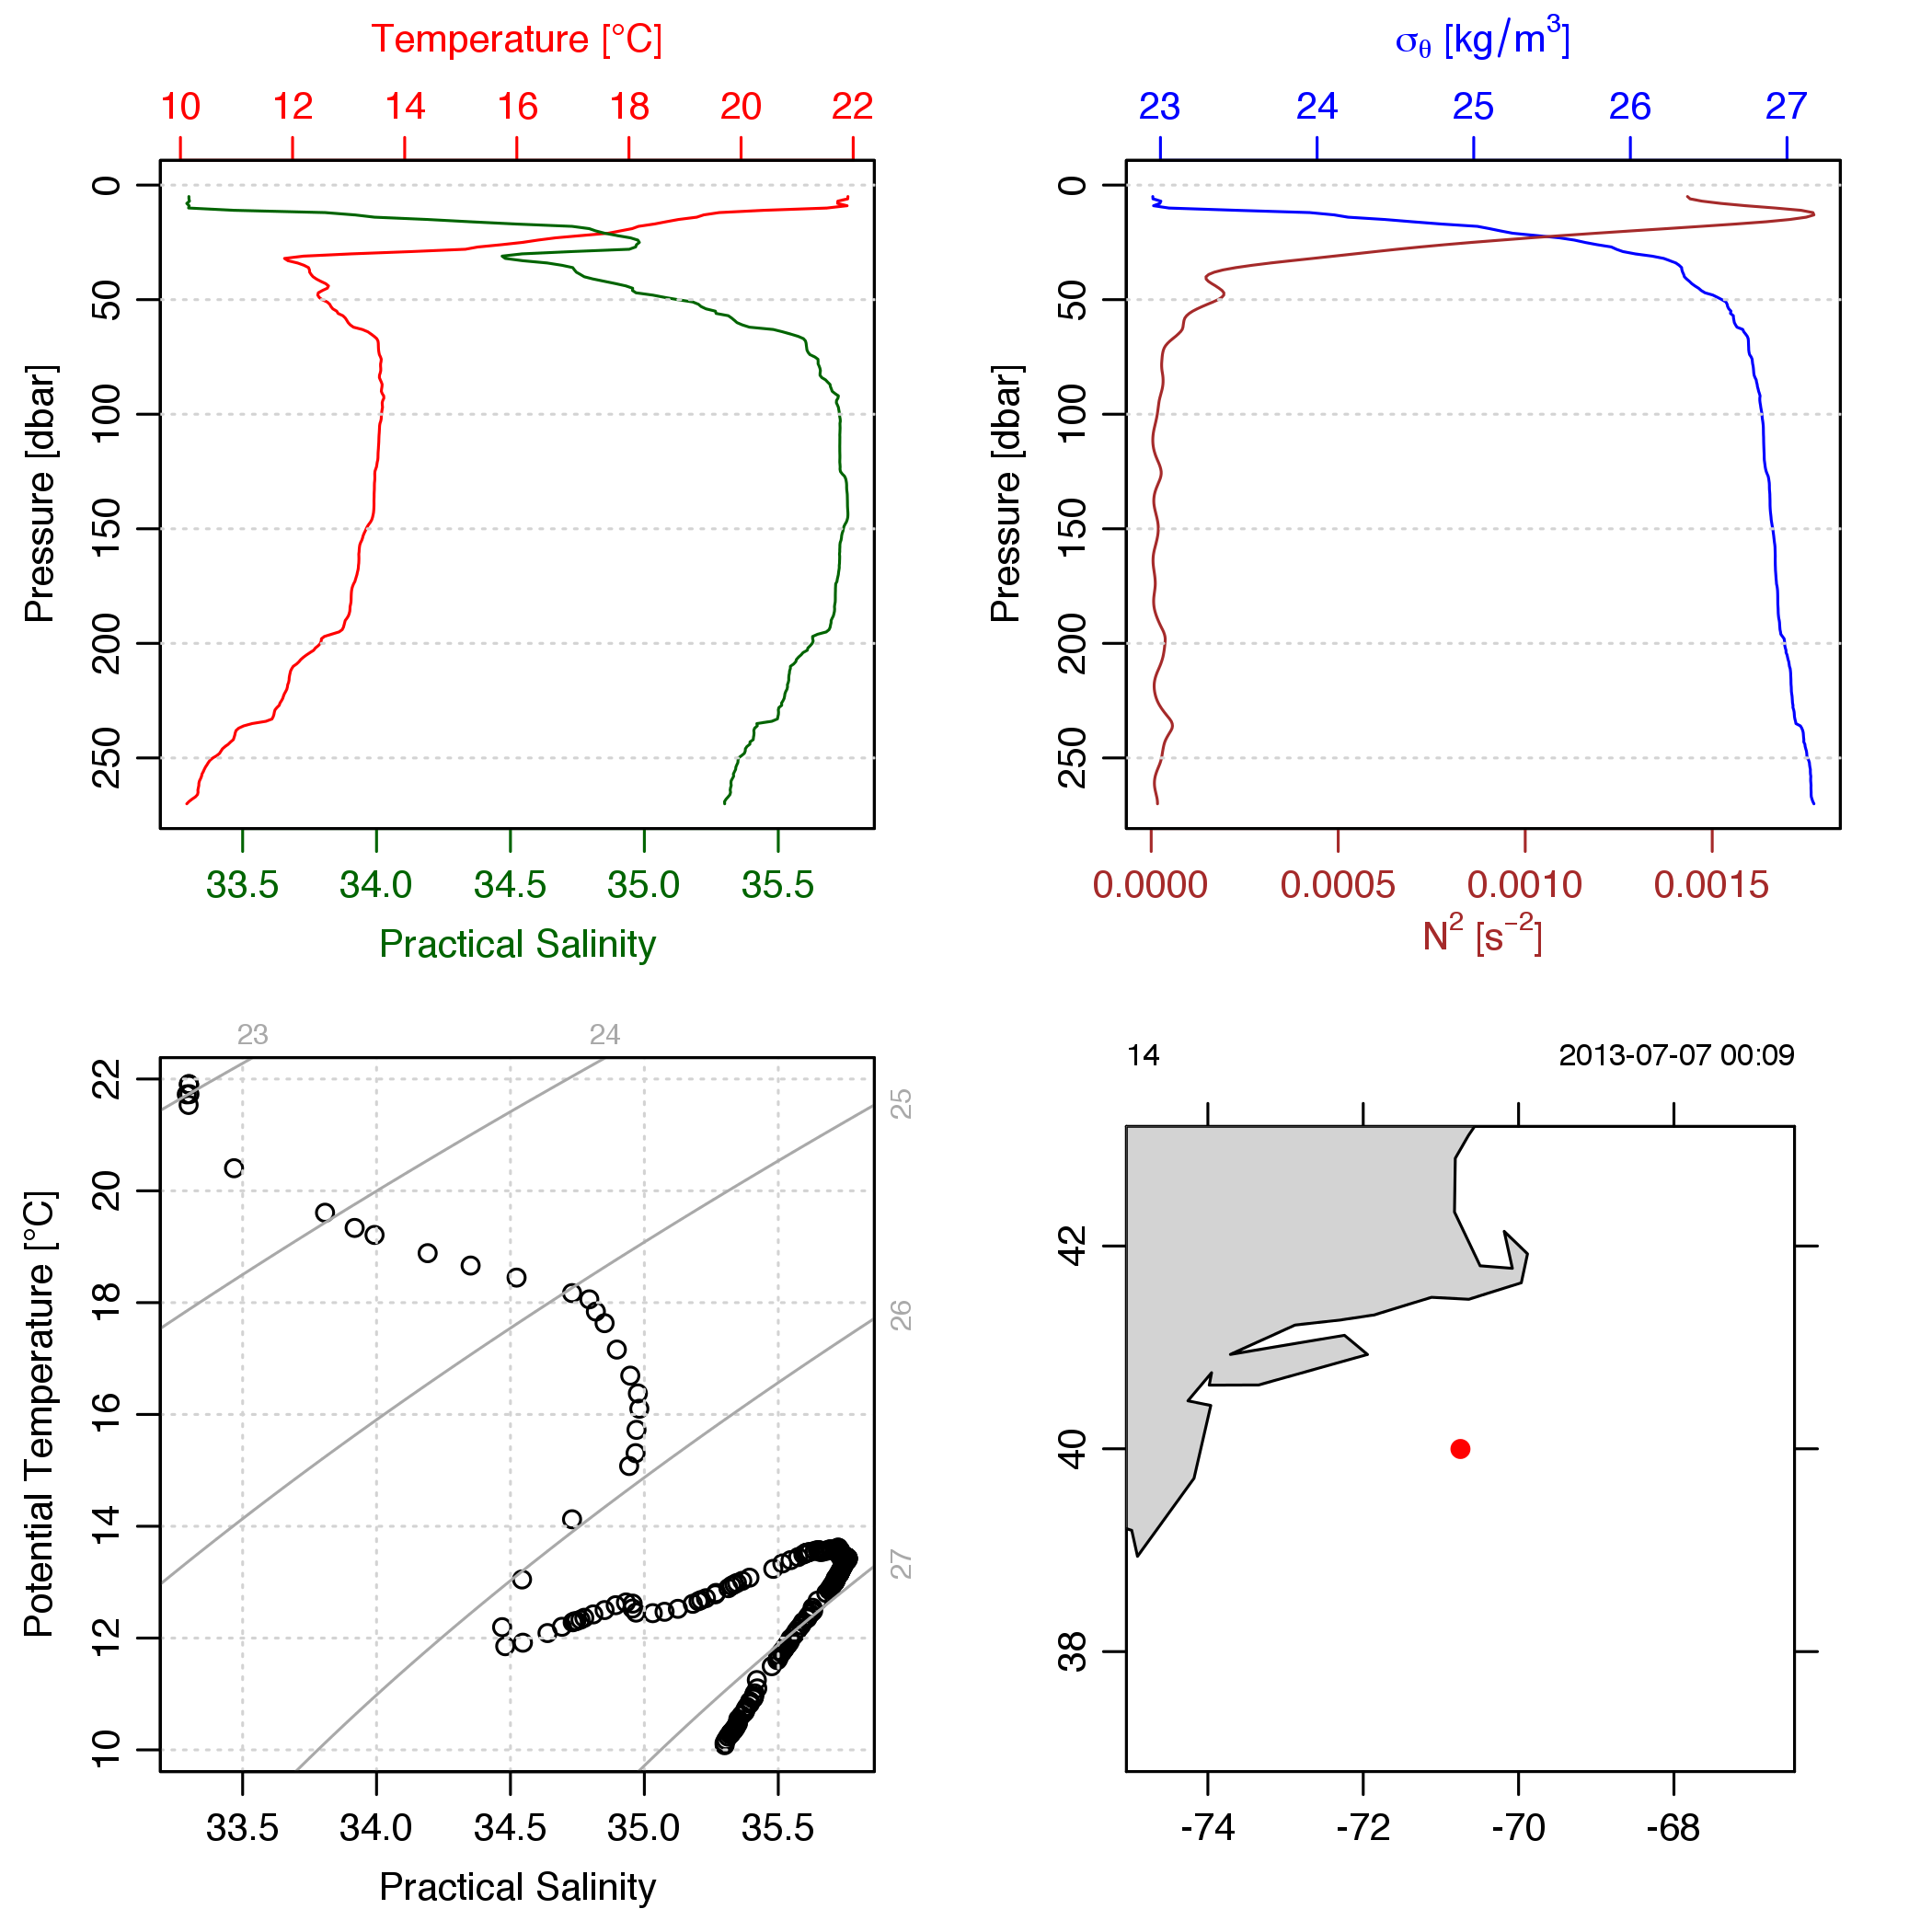 Temperature [°C]
10 12 14 16 18 20 22
0
50
100
150
200
250
Pressure [dbar]
33.5 34.0 34.5 35.0 35.5
Practical Salinity
σθ [kg/m³]
23 24 25 26 27
0
50
100
150
200
250
Pressure [dbar]
0.0000 0.0005 0.0010 0.0015
N² [s⁻²]
23 24
25
26
27
22
20
18
16
14
12
10
Potential Temperature [°C]
33.5 34.0 34.5 35.0 35.5
Practical Salinity
14 2013-07-07 00:09
42
40
38
-74 -72 -70 -68